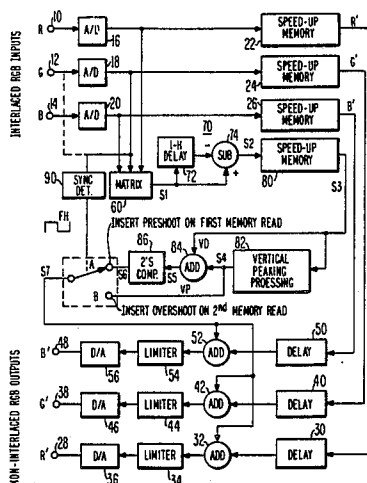 INTERLACED RGB INPUTS
R 10 A/D 16 SPEED-UP MEMORY 22 R'
G 12 A/D 18 SPEED-UP MEMORY 24 G'
B 14 A/D 20 SPEED-UP MEMORY 26 B'
70
1-H DELAY 72 - SUB 74 + S2 SPEED-UP MEMORY 80 S3
90 SYNC DET. MATRIX 60 S1
FH
INSERT PRESHOOT ON FIRST MEMORY READ
S7 A S6 86 2'S COMP. S5 84 ADD VD S4 82 VERTICAL PEAKING PROESSING
B VP
INSERT OVERSHOOT ON 2nd MEMORY READ
NON-INTERLACED RGB OUTPUTS
B' 48 D/A 56 LIMITER 54 ADD 52 DELAY 50
G' 38 D/A 46 LIMITER 44 ADD 42 DELAY 40
R' 28 D/A 36 LIMITER 34 ADD 32 DELAY 30